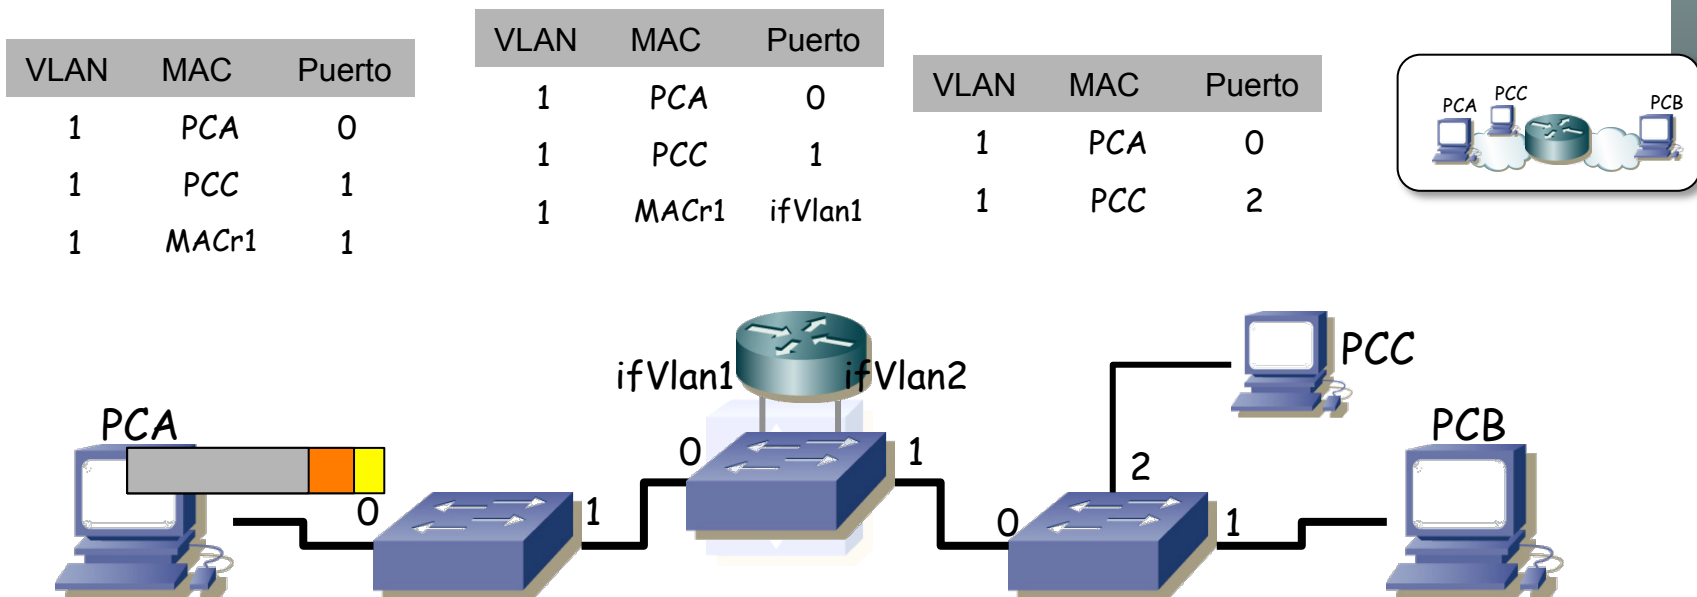 VLAN MAC Puerto
1 PCA 0
1 PCC 1
1 MACr1 1
VLAN MAC Puerto
1 PCA 0
1 PCC 1
1 MACr1 ifVlan1
VLAN MAC Puerto
1 PCA 0
1 PCC 2
PCA PCC PCB
ifVlan1 ifVlan2
PCC
PCA
PCB
0 1
2
0 1
0 1